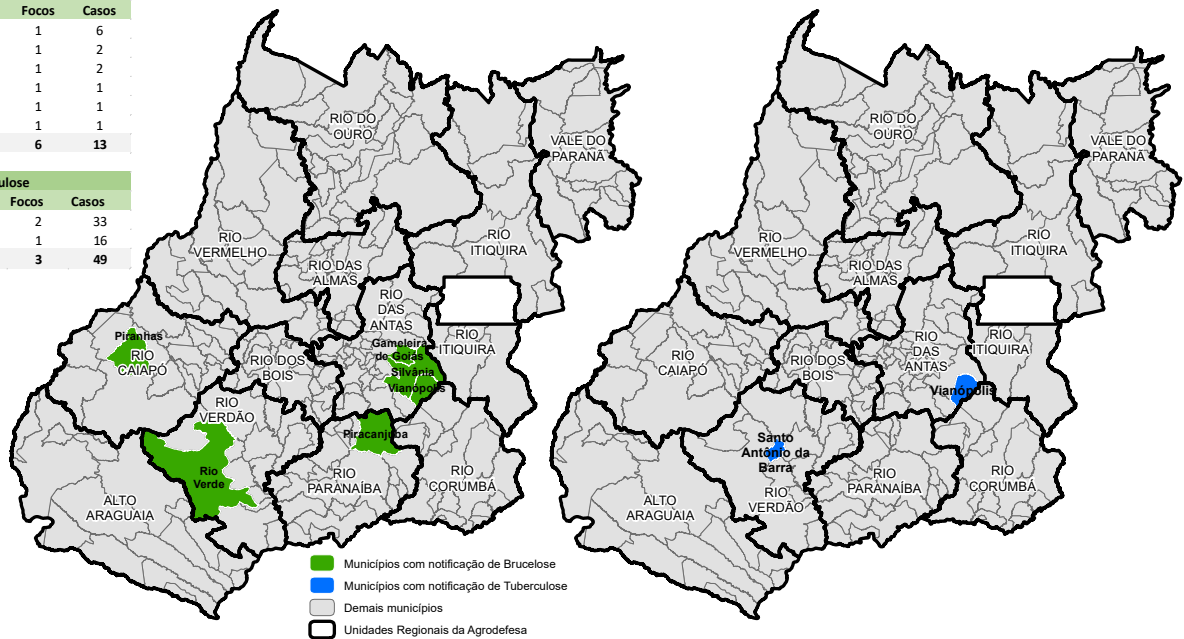 Focos Casos
1 6
1 2
1 2
1 1
1 1
1 1
6 13
ulose
Focos Casos
2 33
1 16
3 49
RIO DO
OURO
VALE DO
PARANÃ
RIO
VERMELHO
RIO
ITIQUIRA
RIO DAS
ALMAS
RIO
DAS
ANTAS
Piranhas
RIO
CAIAPÓ
Gameleira
de Goiás
Silvânia
Vianópolis
RIO
ITIQUIRA
RIO DOS
BOIS
RIO
VERDÃO
Piracanjuba
Rio
Verde
RIO
PARANAÍBA
RIO
CORUMBÁ
ALTO
ARAGUAIA
RIO DO
OURO
VALE DO
PARANÃ
RIO
VERMELHO
RIO
ITIQUIRA
RIO DAS
ALMAS
RIO
DAS
ANTAS
RIO
ITIQUIRA
RIO
CAIAPÓ
RIO DOS
BOIS
Vianópolis
Santo
Antônio da
Barra
RIO
VERDÃO
RIO
PARANAÍBA
RIO
CORUMBÁ
ALTO
ARAGUAIA
Municípios com notificação de Brucelose
Municípios com notificação de Tuberculose
Demais municípios
Unidades Regionais da Agrodefesa